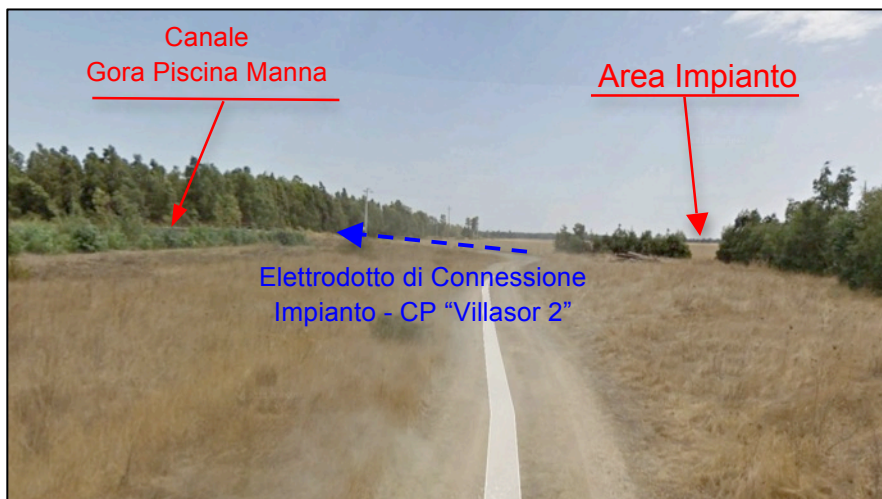 Canale
Gora Piscina Manna
Area Impianto
Elettrodotto di Connessione
Impianto - CP “Villasor 2”